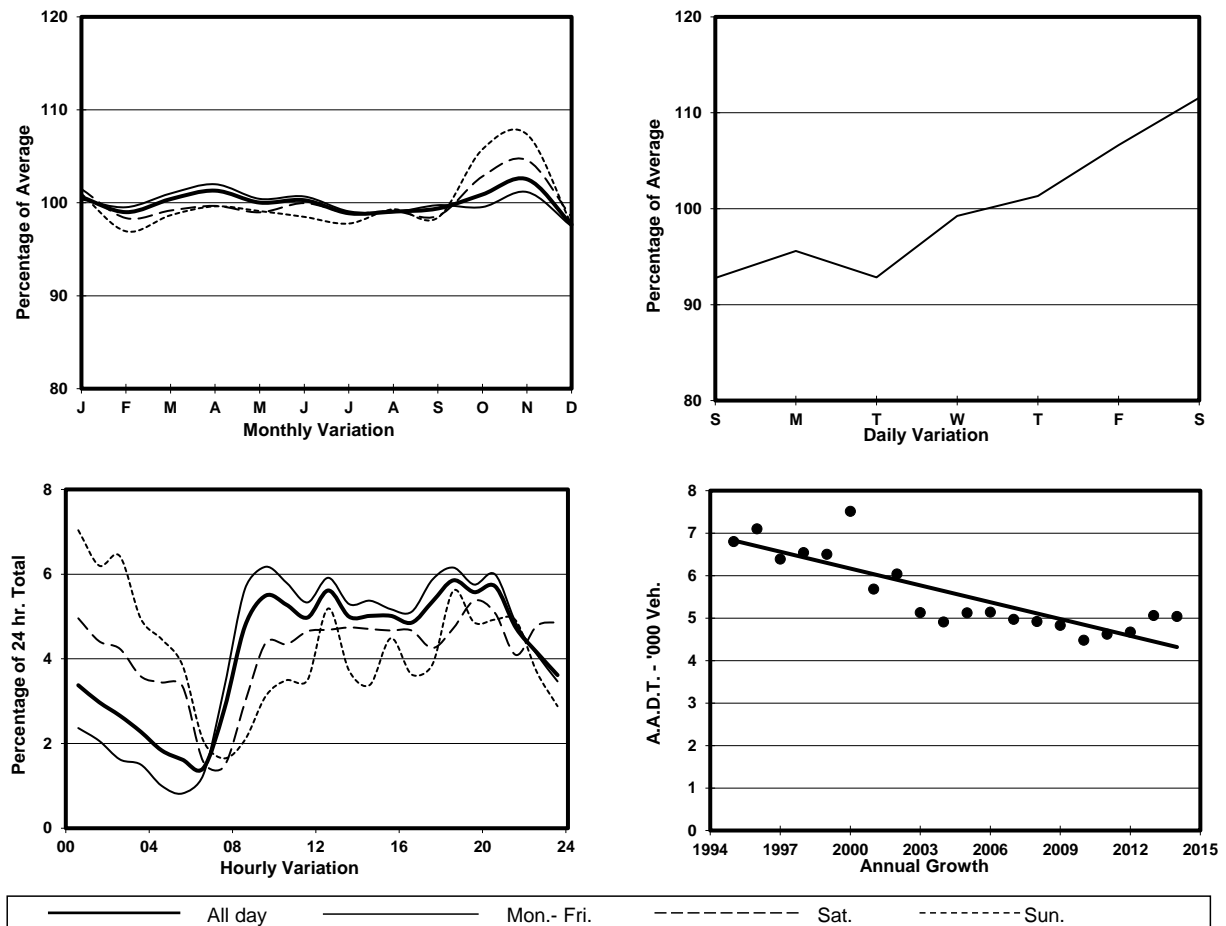 120
110
100
90
80
Percentage of Average
J F M A M J J A S O N D
Monthly Variation
120
110
100
90
80
Percentage of Average
S M T W T F S
Daily Variation
8
6
4
2
0
Percentage of 24 hr. Total
00 04 08 12 16 20 24
Hourly Variation
8
7
6
5
4
3
2
1
0
A.A.D.T. - '000 Veh.
1994 1997 2000 2003 2006 2009 2012 2015
Annual Growth
All day Mon.- Fri. Sat. Sun.